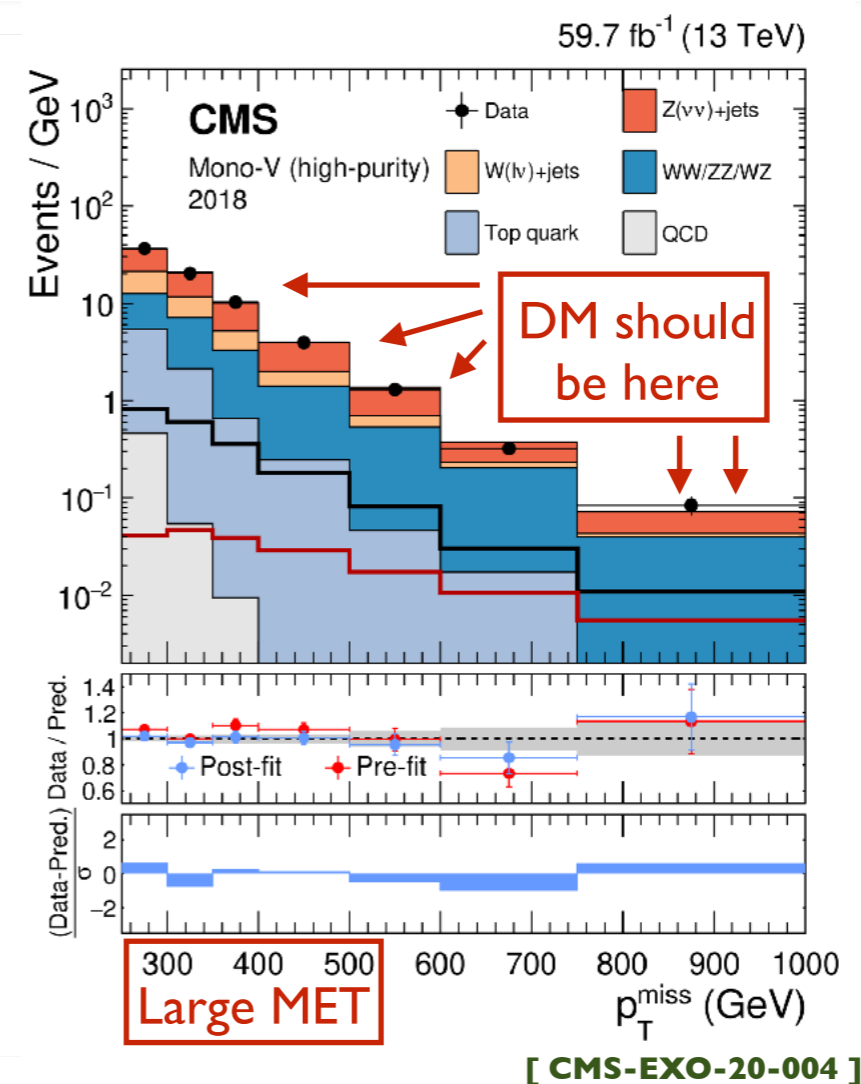 59.7 fb⁻¹ (13 TeV)
Events / GeV
10³
10²
10
1
10⁻¹
10⁻²
CMS
Mono-V (high-purity)
2018
Data
Z(νν)+jets
W(lν)+jets
WW/ZZ/WZ
Top quark
QCD
DM should
be here
Data / Pred.
1.4
1.2
1
0.8
0.6
Post-fit
Pre-fit
(Data-Pred.)
σ
2
0
−2
300 400 500 600 700 800 900 1000
Large MET
p_T^miss (GeV)
[ CMS-EXO-20-004 ]